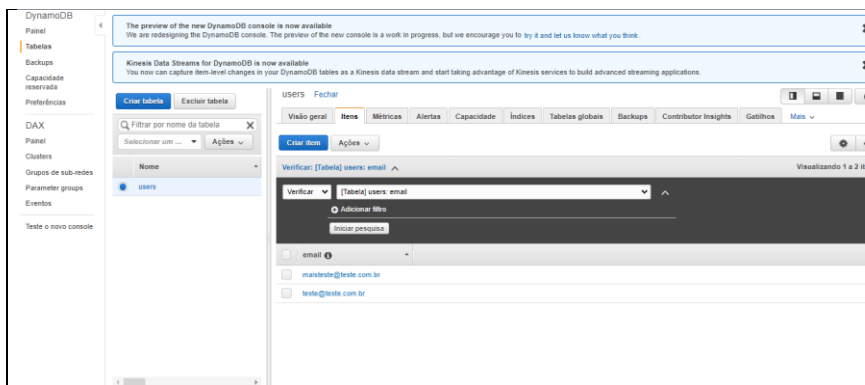 DynamoDB
Painel
Tabelas
Backups
Capacidade
reservada
Preferências
DAX
Painel
Clusters
Grupos de sub-redes
Parameter groups
Eventos
Teste o novo console
The preview of the new DynamoDB console is now available
We are redesigning the DynamoDB console. The preview of the new console is a work in progress, but we encourage you to try it and let us know what you think.
Kinesis Data Streams for DynamoDB is now available
You now can capture item-level changes in your DynamoDB tables as a Kinesis data stream and start taking advantage of Kinesis services to build advanced streaming applications.
Criar tabela Excluir tabela
Filtrar por nome da tabela X
Selecionar um ... Ações
Nome
users
users Fechar
Visão geral Itens Métricas Alertas Capacidade Índices Tabelas globais Backups Contributor Insights Gatilhos Mais
Criar item Ações
Verificar: [Tabela] users: email Visualizando 1 a 2 it
Verificar [Tabela] users: email
Adicionar filtro
Iniciar pesquisa
email
maisteste@teste.com.br
teste@teste.com.br